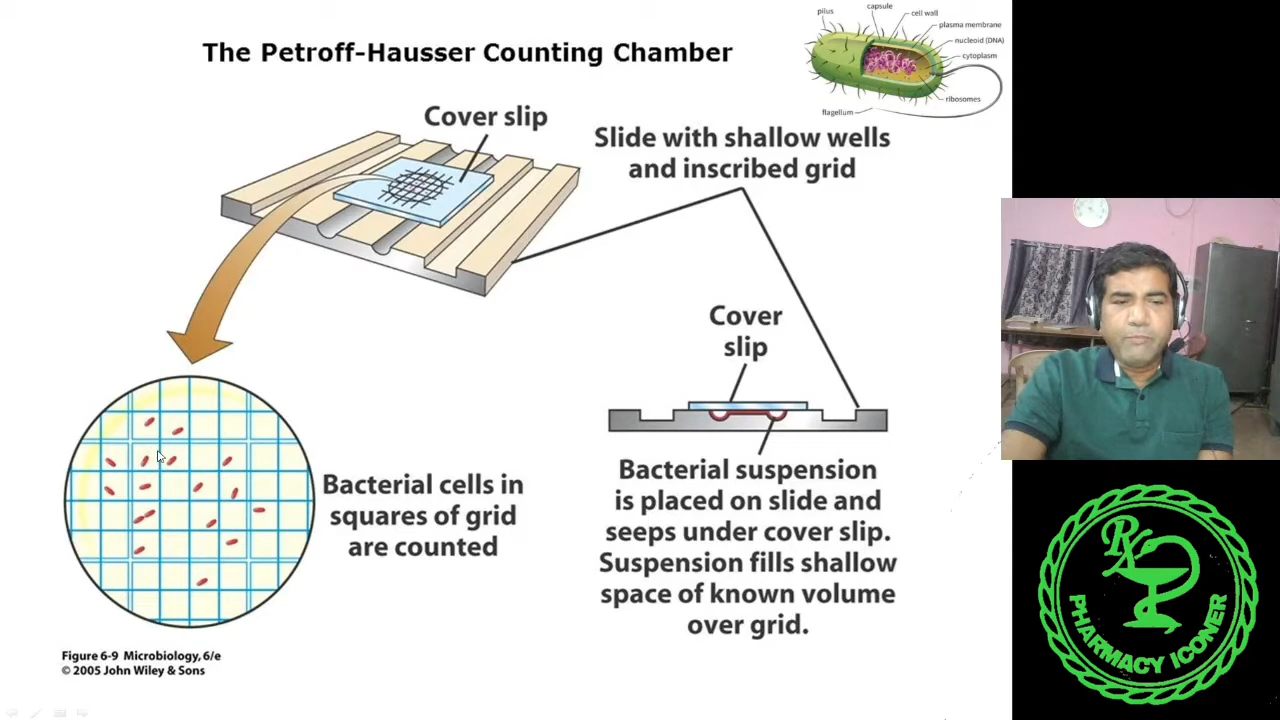 The Petroff-Hausser Counting Chamber
pilus
capsule
cell wall
plasma membrane
nucleoid (DNA)
cytoplasm
ribosomes
flagellum
Cover slip
Slide with shallow wells
and inscribed grid
Cover
slip
Bacterial cells in
squares of grid
are counted
Bacterial suspension
is placed on slide and
seeps under cover slip.
Suspension fills shallow
space of known volume
over grid.
Figure 6-9 Microbiology, 6/e
© 2005 John Wiley & Sons
Rx
PHARMACY ICONER